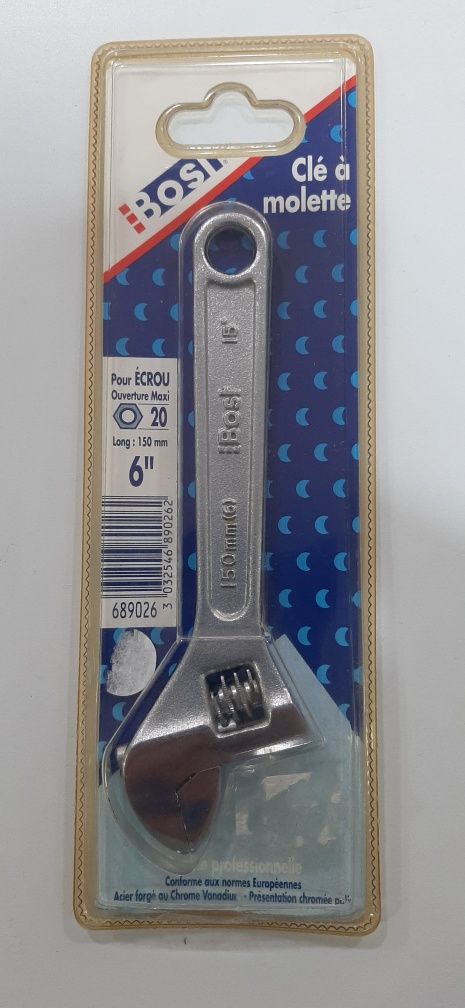 Bosi
Clé à
molette
15°
Bosi
150mm(6)
Pour ÉCROU
Ouverture Maxi
20
Long : 150 mm
6"
3 032546 890262
689026
professionnelle
Conforme aux normes Européennes
Acier forgé au Chrome Vanadium - Présentation chromée